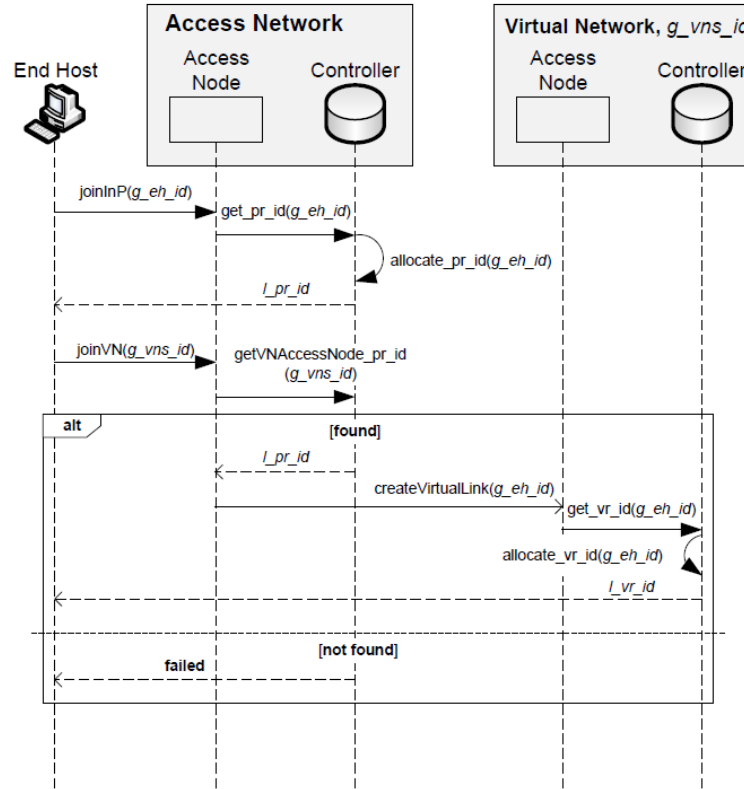 Access Network
Virtual Network, g_vns_id
End Host
Access
Node
Controller
Access
Node
Controller
joinInP(g_eh_id)
get_pr_id(g_eh_id)
allocate_pr_id(g_eh_id)
l_pr_id
joinVN(g_vns_id)
getVNAccessNode_pr_id
(g_vns_id)
alt
[found]
l_pr_id
createVirtualLink(g_eh_id)
get_vr_id(g_eh_id)
allocate_vr_id(g_eh_id)
l_vr_id
[not found]
failed